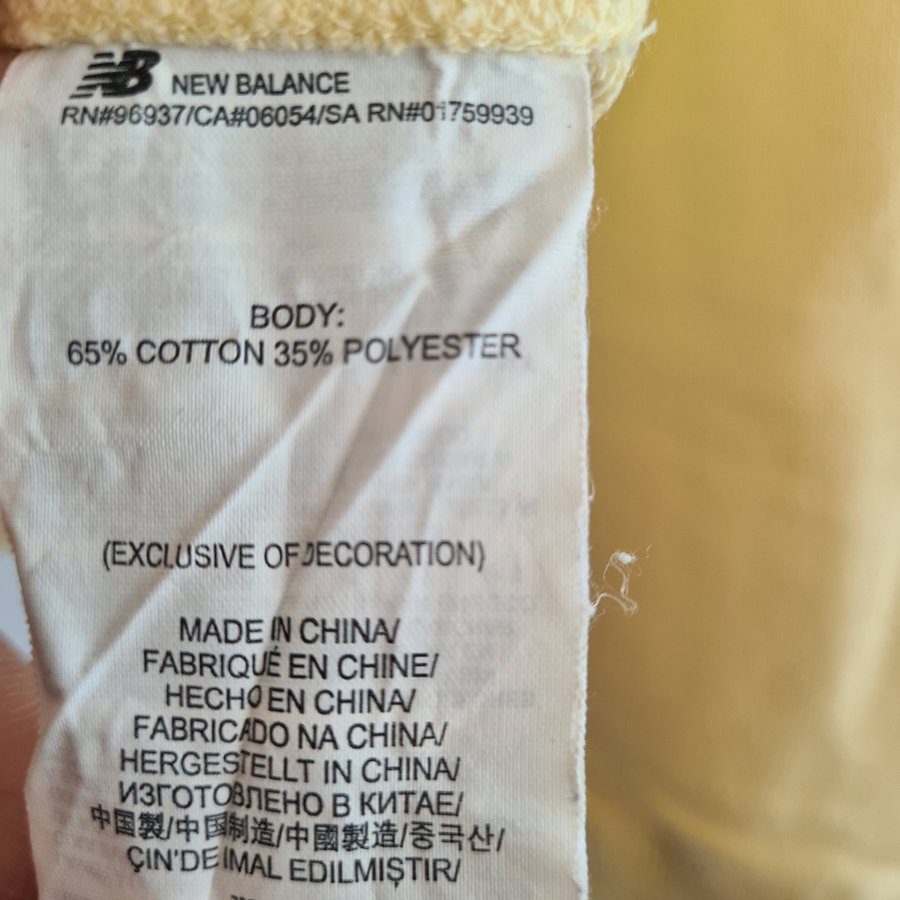 NB NEW BALANCE
RN#96937/CA#06054/SA RN#01759939
BODY:
65% COTTON 35% POLYESTER
(EXCLUSIVE OF DECORATION)
MADE IN CHINA/
FABRIQUÉ EN CHINE/
HECHO EN CHINA/
FABRICADO NA CHINA/
HERGESTELLT IN CHINA/
ИЗГОТОВЛЕНО В КИТАЕ/
中国製/中国制造/中國製造/중국산/
ÇIN'DE IMAL EDILMIŞTIR/